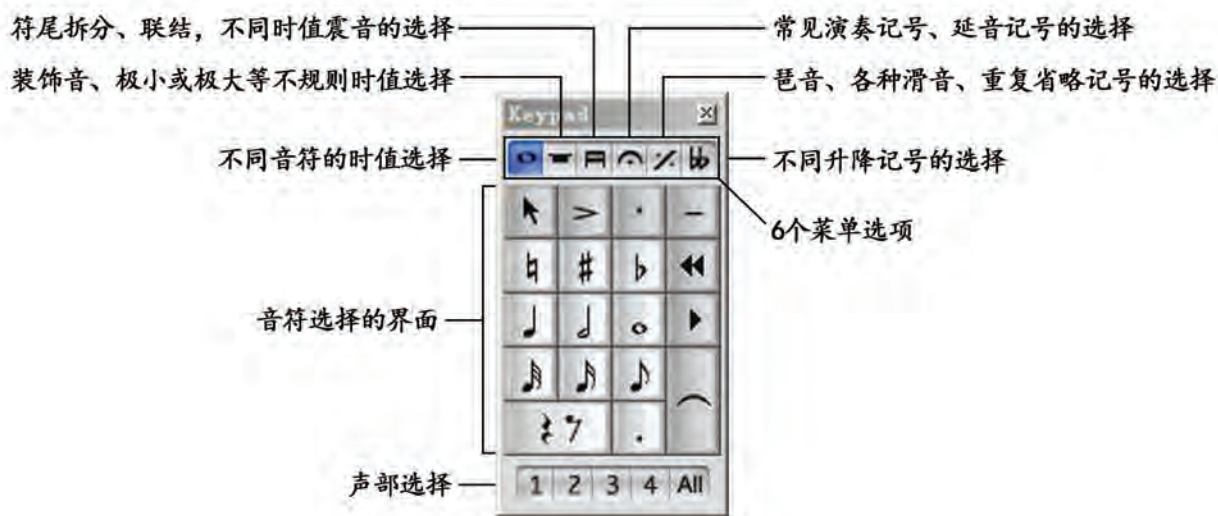 符尾拆分、联结，不同时值震音的选择
常见演奏记号、延音记号的选择
装饰音、极小或极大等不规则时值选择
琶音、各种滑音、重复省略记号的选择
Keypad
不同音符的时值选择
不同升降记号的选择
6个菜单选项
音符选择的界面
声部选择
1 2 3 4 All